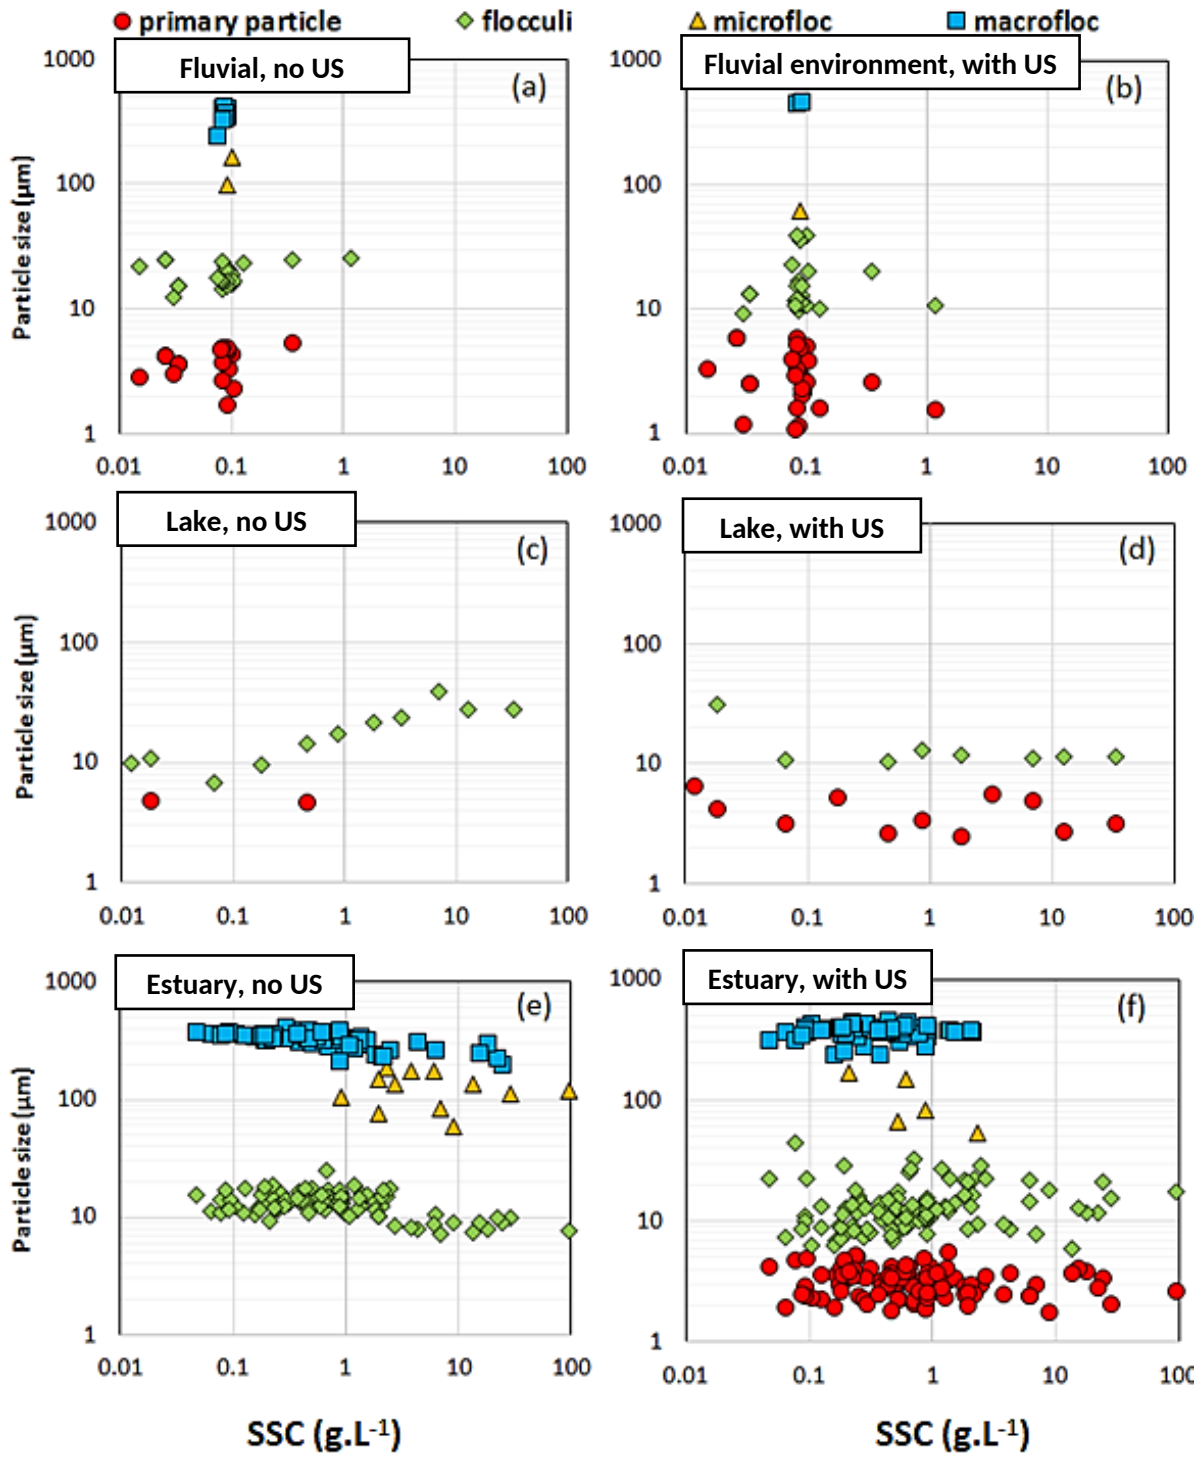 primary particle flocculi microfloc macrofloc
Fluvial, no US
(a)
1000
100
10
1
Particle size (µm)
0.01 0.1 1 10 100
Fluvial environment, with US
(b)
1000
100
10
1
0.01 0.1 1 10 100
Lake, no US
(c)
1000
100
10
1
Particle size (µm)
0.01 0.1 1 10 100
Lake, with US
(d)
1000
100
10
1
0.01 0.1 1 10 100
Estuary, no US
(e)
1000
100
10
1
Particle size (µm)
0.01 0.1 1 10 100
SSC (g.L-1)
Estuary, with US
(f)
1000
100
10
1
0.01 0.1 1 10 100
SSC (g.L-1)